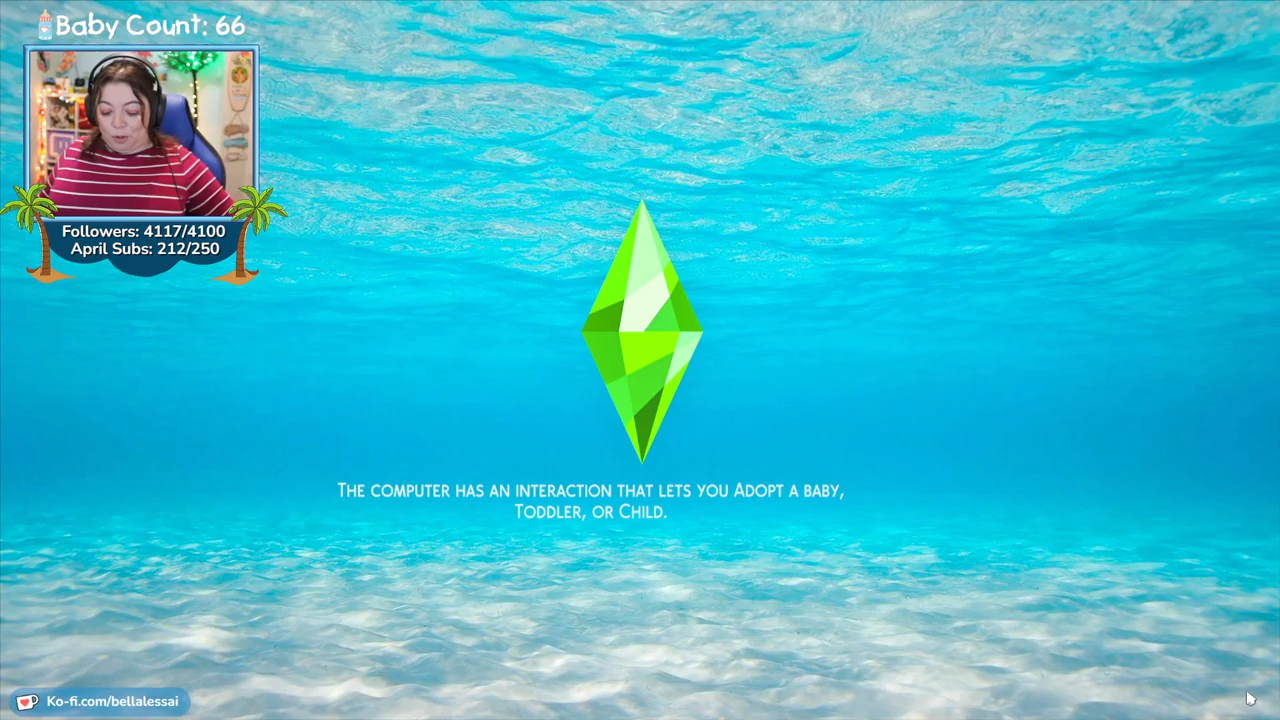 Baby Count: 66
Followers: 4117/4100
April Subs: 212/250
The computer has an interaction that lets you Adopt a baby,
Toddler, or Child.
Ko-fi.com/bellalessai